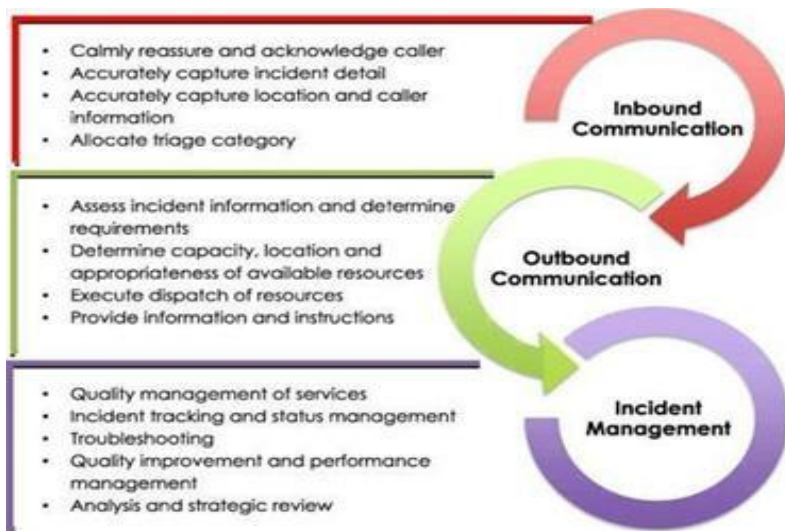 • Calmly reassure and acknowledge caller
• Accurately capture incident detail
• Accurately capture location and caller
information
• Allocate triage category
Inbound
Communication
• Assess incident information and determine
requirements
• Determine capacity, location and
appropriateness of available resources
• Execute dispatch of resources
• Provide information and instructions
Outbound
Communication
• Quality management of services
• Incident tracking and status management
• Troubleshooting
• Quality improvement and performance
management
• Analysis and strategic review
Incident
Management